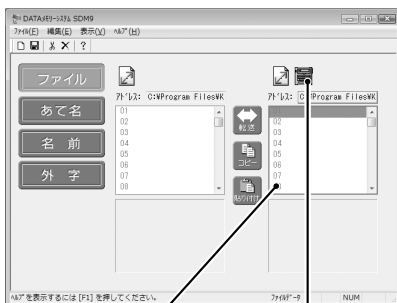 DATAﾒﾓﾘｰｼｽﾃﾑ SDM9
ﾌｧｲﾙ(F) 編集(E) 表示(V) ﾍﾙﾌﾟ(H)
ファイル
あて名
名前
外字
ｱﾄﾞﾚｽ: C:¥Program Files¥K
01
02
03
04
05
06
07
08
転送
コピー
貼り付け
ｱﾄﾞﾚｽ: C:¥Program Files¥K
02
03
04
05
06
07
ﾍﾙﾌﾟを表示するには [F1] を押してください。
ﾌｧｲﾙﾃﾞｰﾀ
NUM